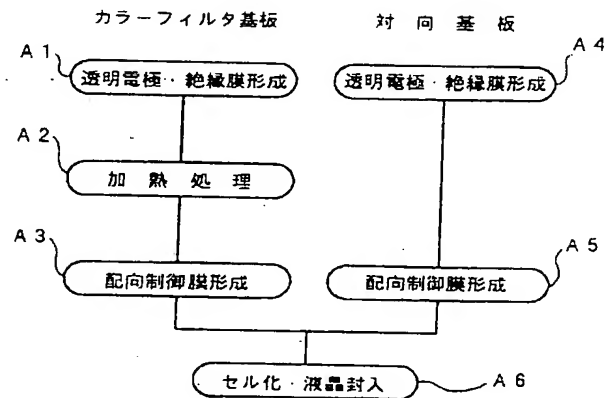 カラーフィルタ基板
対向基板
A1
透明電極・絶縁膜形成
A4
透明電極・絶縁膜形成
A2
加熱処理
A3
配向制御膜形成
A5
配向制御膜形成
A6
セル化・液晶封入